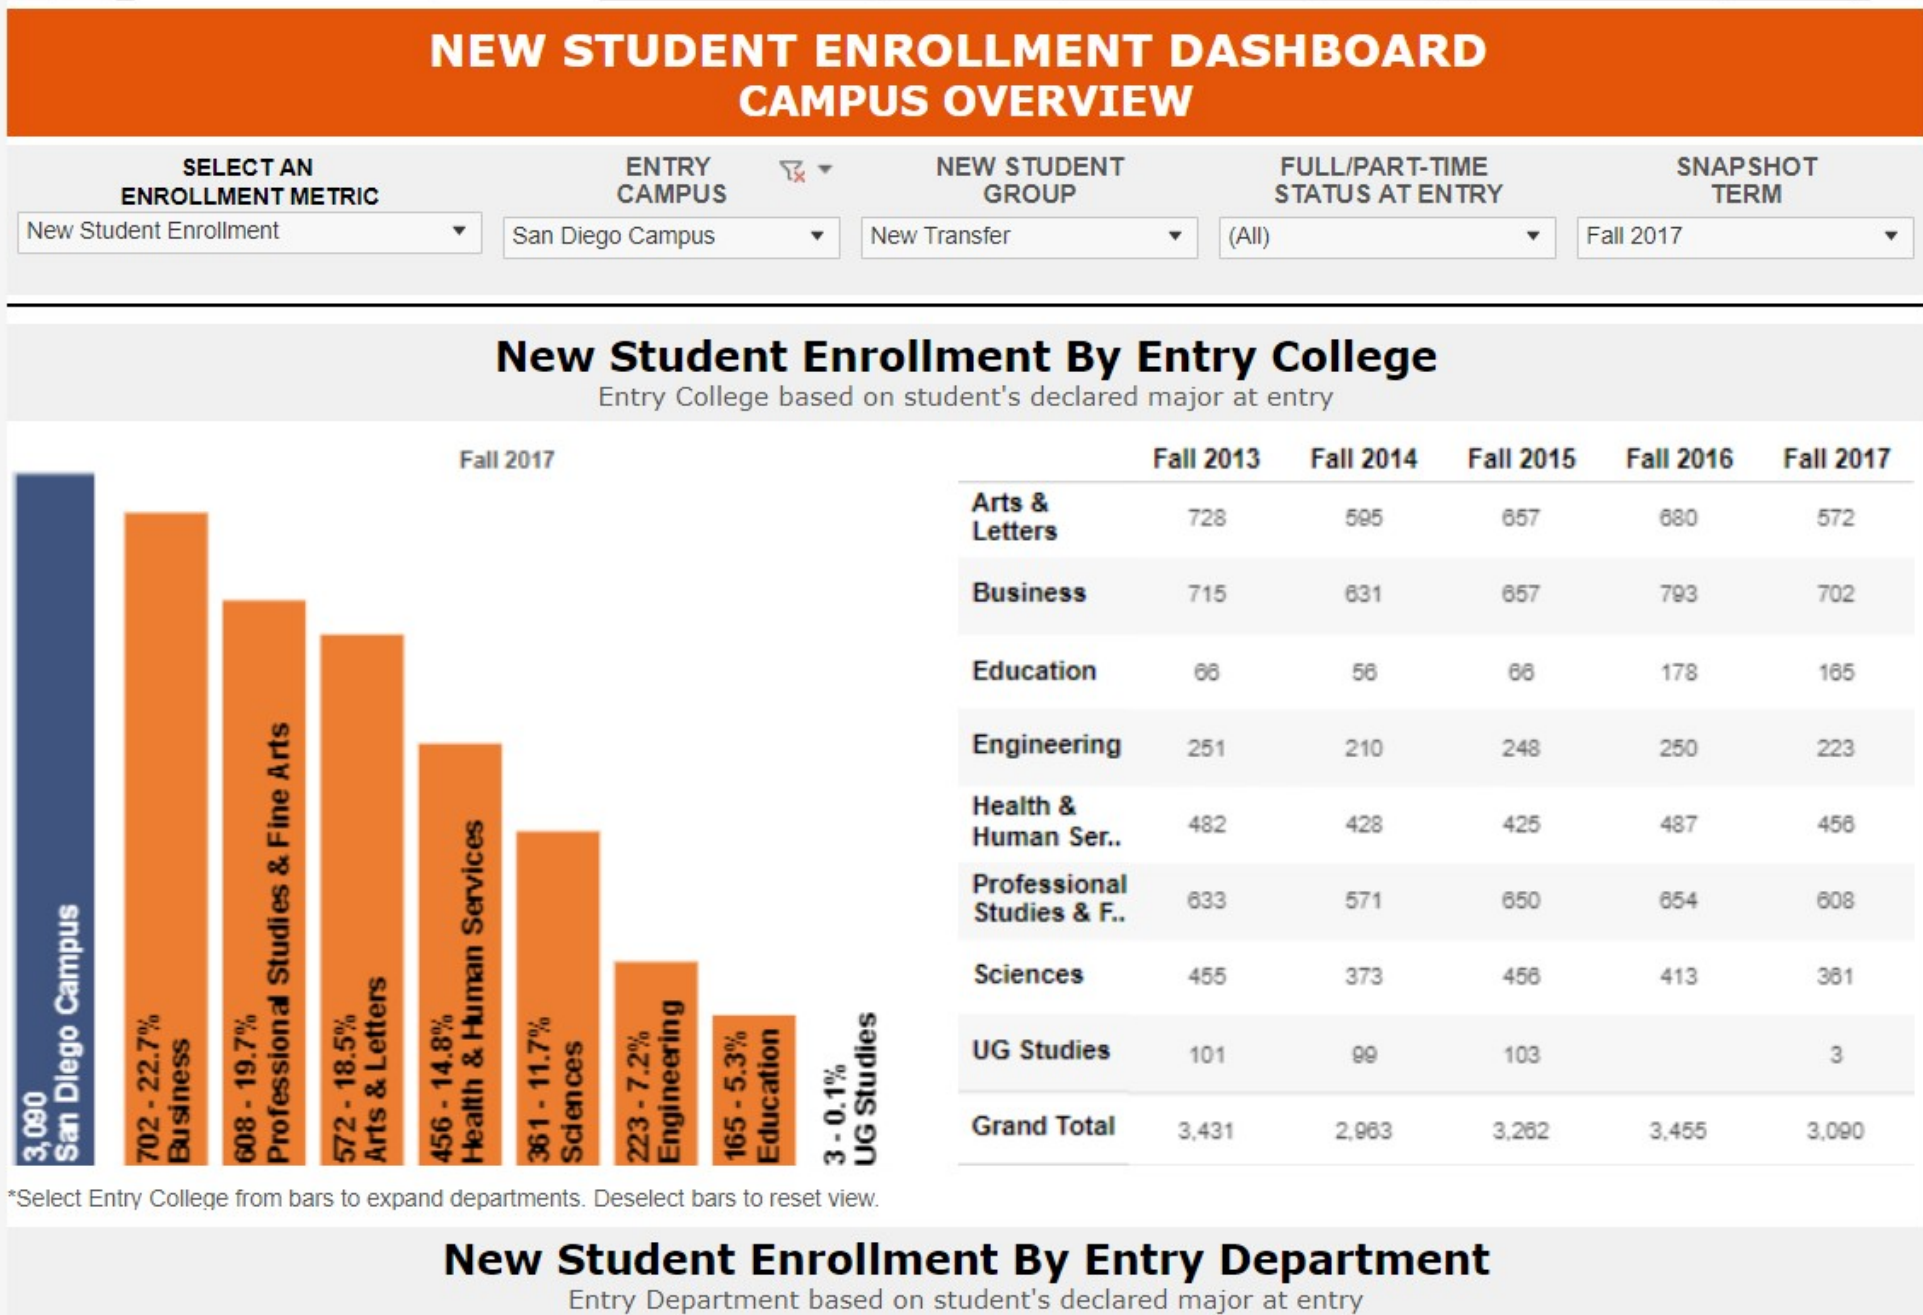 NEW STUDENT ENROLLMENT DASHBOARD
CAMPUS OVERVIEW
SELECT AN
ENROLLMENT METRIC
New Student Enrollment
ENTRY
CAMPUS
San Diego Campus
NEW STUDENT
GROUP
New Transfer
FULL/PART-TIME
STATUS AT ENTRY
(All)
SNAPSHOT
TERM
Fall 2017
New Student Enrollment By Entry College
Entry College based on student's declared major at entry
Fall 2017
3,090
San Diego Campus
702 - 22.7%
Business
608 - 19.7%
Professional Studies & Fine Arts
572 - 18.5%
Arts & Letters
456 - 14.8%
Health & Human Services
361 - 11.7%
Sciences
223 - 7.2%
Engineering
165 - 5.3%
Education
3 - 0.1%
UG Studies
Fall 2013 Fall 2014 Fall 2015 Fall 2016 Fall 2017
Arts &
Letters 728 595 657 680 572
Business 715 631 657 793 702
Education 66 56 66 178 165
Engineering 251 210 248 250 223
Health &
Human Ser.. 482 428 425 487 456
Professional
Studies & F.. 633 571 650 654 608
Sciences 455 373 456 413 361
UG Studies 101 99 103 3
Grand Total 3,431 2,963 3,262 3,455 3,090
*Select Entry College from bars to expand departments. Deselect bars to reset view.
New Student Enrollment By Entry Department
Entry Department based on student's declared major at entry